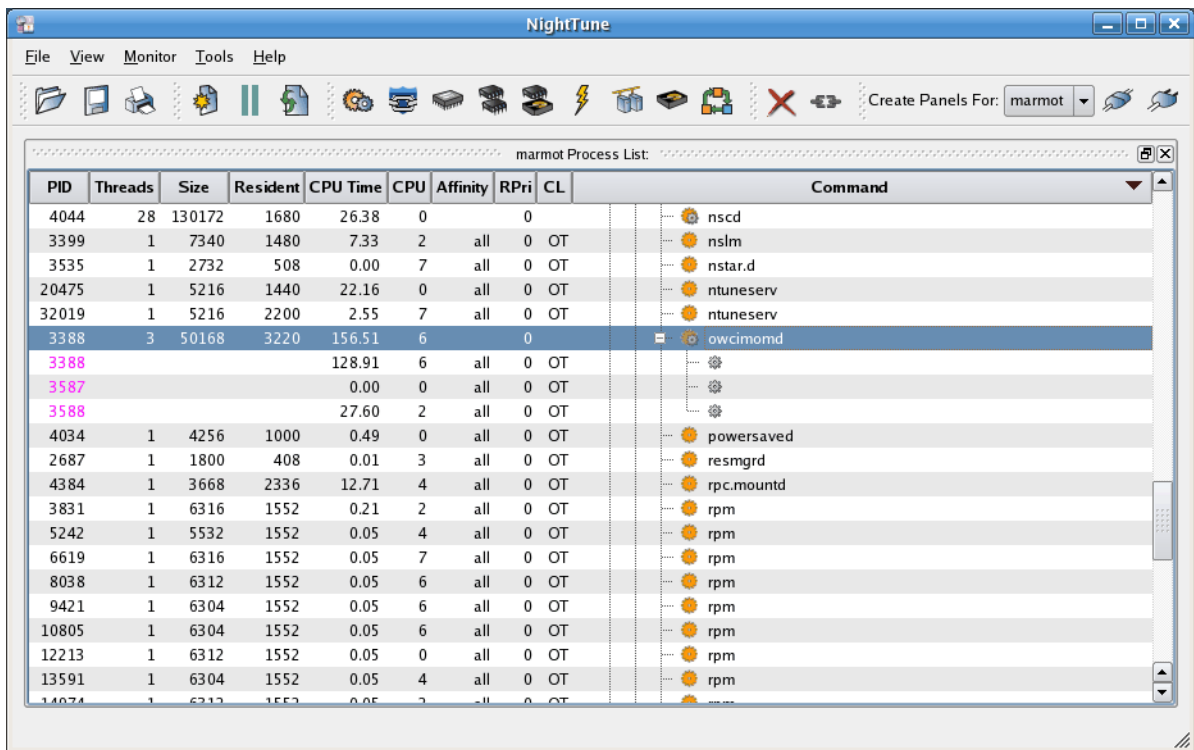 NightTune
File View Monitor Tools Help
Create Panels For: marmot
marmot Process List:
PID Threads Size Resident CPU Time CPU Affinity RPri CL Command
4044 28 130172 1680 26.38 0 0 nscd
3399 1 7340 1480 7.33 2 all 0 OT nslm
3535 1 2732 508 0.00 7 all 0 OT nstar.d
20475 1 5216 1440 22.16 0 all 0 OT ntuneserv
32019 1 5216 2200 2.55 7 all 0 OT ntuneserv
3388 3 50168 3220 156.51 6 0 owcimomd
3388 128.91 6 all 0 OT
3587 0.00 0 all 0 OT
3588 27.60 2 all 0 OT
4034 1 4256 1000 0.49 0 all 0 OT powersaved
2687 1 1800 408 0.01 3 all 0 OT resmgrd
4384 1 3668 2336 12.71 4 all 0 OT rpc.mountd
3831 1 6316 1552 0.21 2 all 0 OT rpm
5242 1 5532 1552 0.05 4 all 0 OT rpm
6619 1 6316 1552 0.05 7 all 0 OT rpm
8038 1 6312 1552 0.05 6 all 0 OT rpm
9421 1 6304 1552 0.05 6 all 0 OT rpm
10805 1 6304 1552 0.05 6 all 0 OT rpm
12213 1 6312 1552 0.05 0 all 0 OT rpm
13591 1 6304 1552 0.05 4 all 0 OT rpm